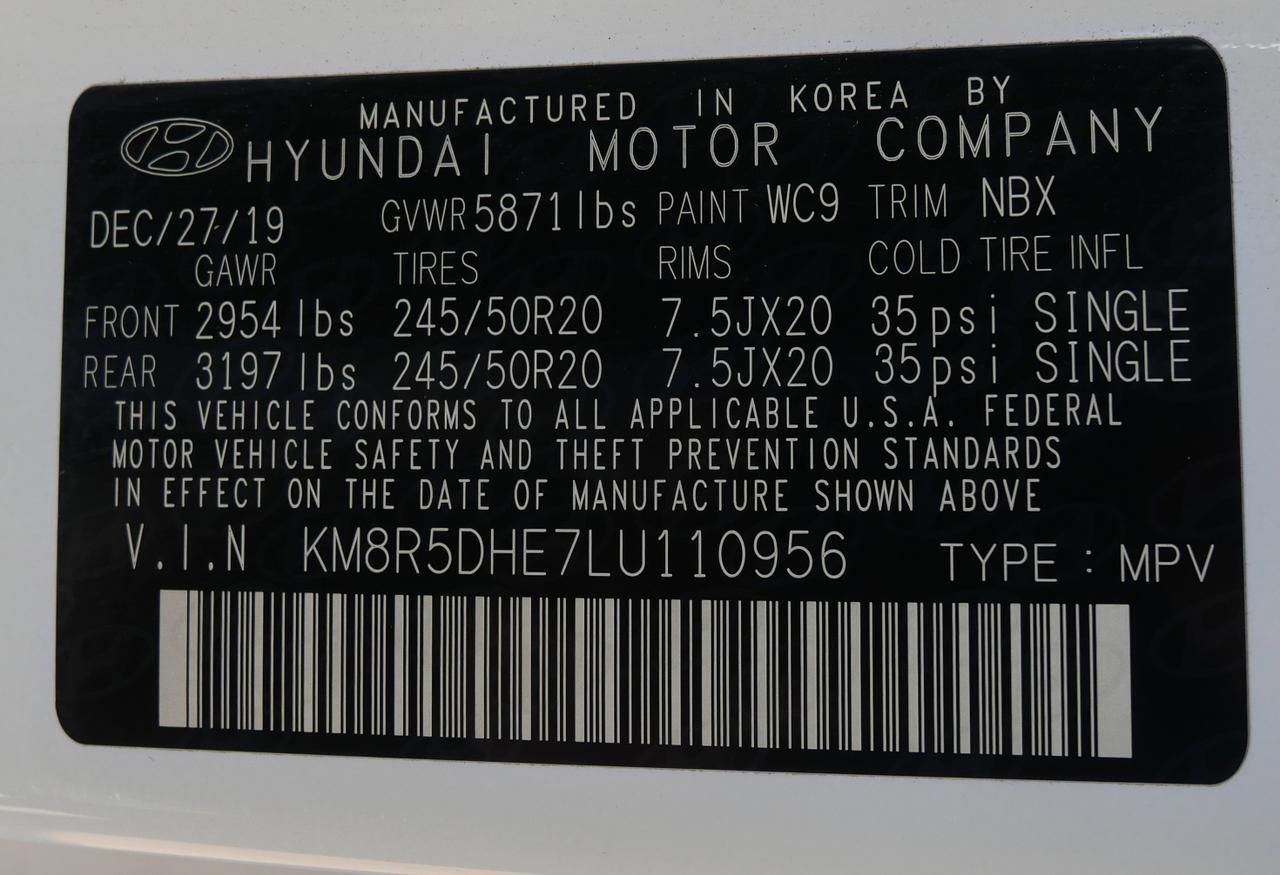 MANUFACTURED IN KOREA BY
HYUNDAI MOTOR COMPANY
DEC/27/19 GVWR 5871lbs PAINT WC9 TRIM NBX
GAWR TIRES RIMS COLD TIRE INFL
FRONT 2954 lbs 245/50R20 7.5JX20 35psi SINGLE
REAR 3197 lbs 245/50R20 7.5JX20 35psi SINGLE
THIS VEHICLE CONFORMS TO ALL APPLICABLE U.S.A. FEDERAL
MOTOR VEHICLE SAFETY AND THEFT PREVENTION STANDARDS
IN EFFECT ON THE DATE OF MANUFACTURE SHOWN ABOVE
V.I.N KM8R5DHE7LU110956 TYPE : MPV